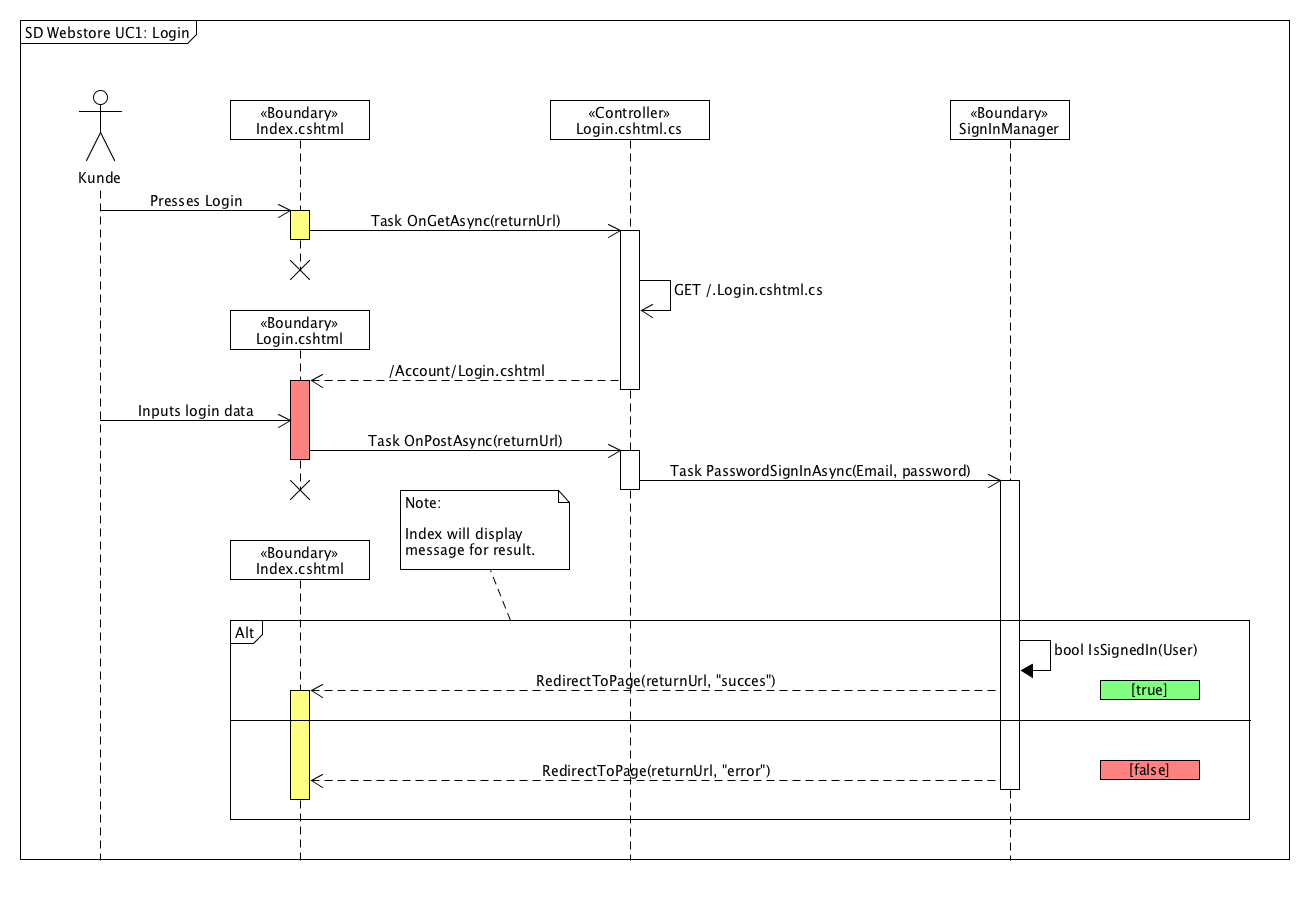 SD Webstore UC1: Login
«Boundary»
Index.cshtml
«Controller»
Login.cshtml.cs
«Boundary»
SignInManager
Kunde
Presses Login
Task OnGetAsync(returnUrl)
GET /.Login.cshtml.cs
«Boundary»
Login.cshtml
/Account/Login.cshtml
Inputs login data
Task OnPostAsync(returnUrl)
Task PasswordSignInAsync(Email, password)
Note:
Index will display
message for result.
«Boundary»
Index.cshtml
Alt
bool IsSignedIn(User)
RedirectToPage(returnUrl, "succes")
[true]
RedirectToPage(returnUrl, "error")
[false]